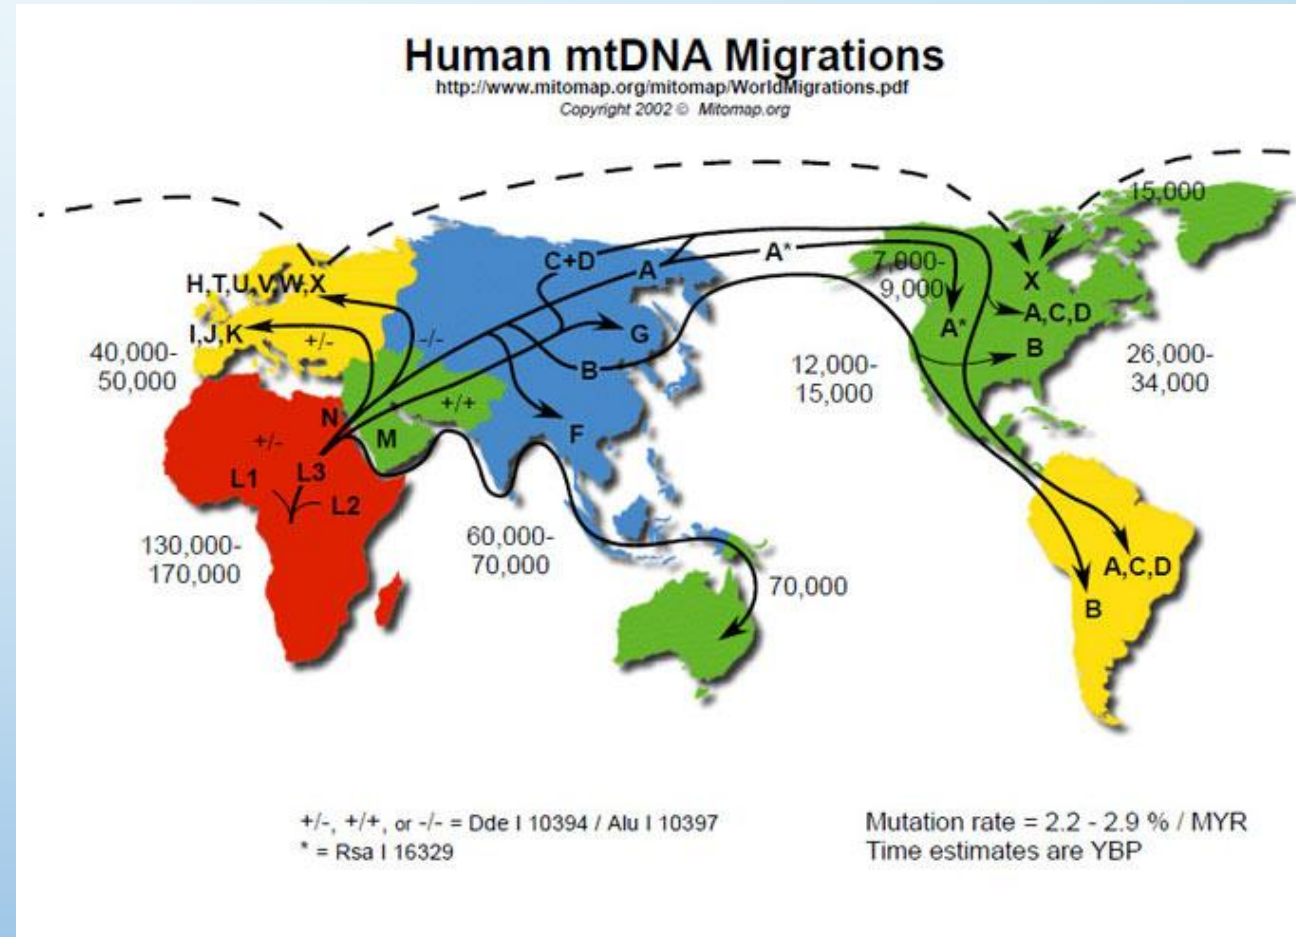 Human mtDNA Migrations
http://www.mitomap.org/mitomap/WorldMigrations.pdf
Copyright 2002 © Mitomap.org
15,000
C+D
A
A*
7,000-
9,000
X
H,T,U,V,W,X
I,J,K
+/-
-/-
G
A*
A,C,D
B
40,000-
50,000
B
12,000-
15,000
26,000-
34,000
N
+/+
M
F
+/-
L3
L1
L2
130,000-
170,000
60,000-
70,000
70,000
A,C,D
B
+/-, +/+, or -/- = Dde I 10394 / Alu I 10397
* = Rsa I 16329
Mutation rate = 2.2 - 2.9 % / MYR
Time estimates are YBP